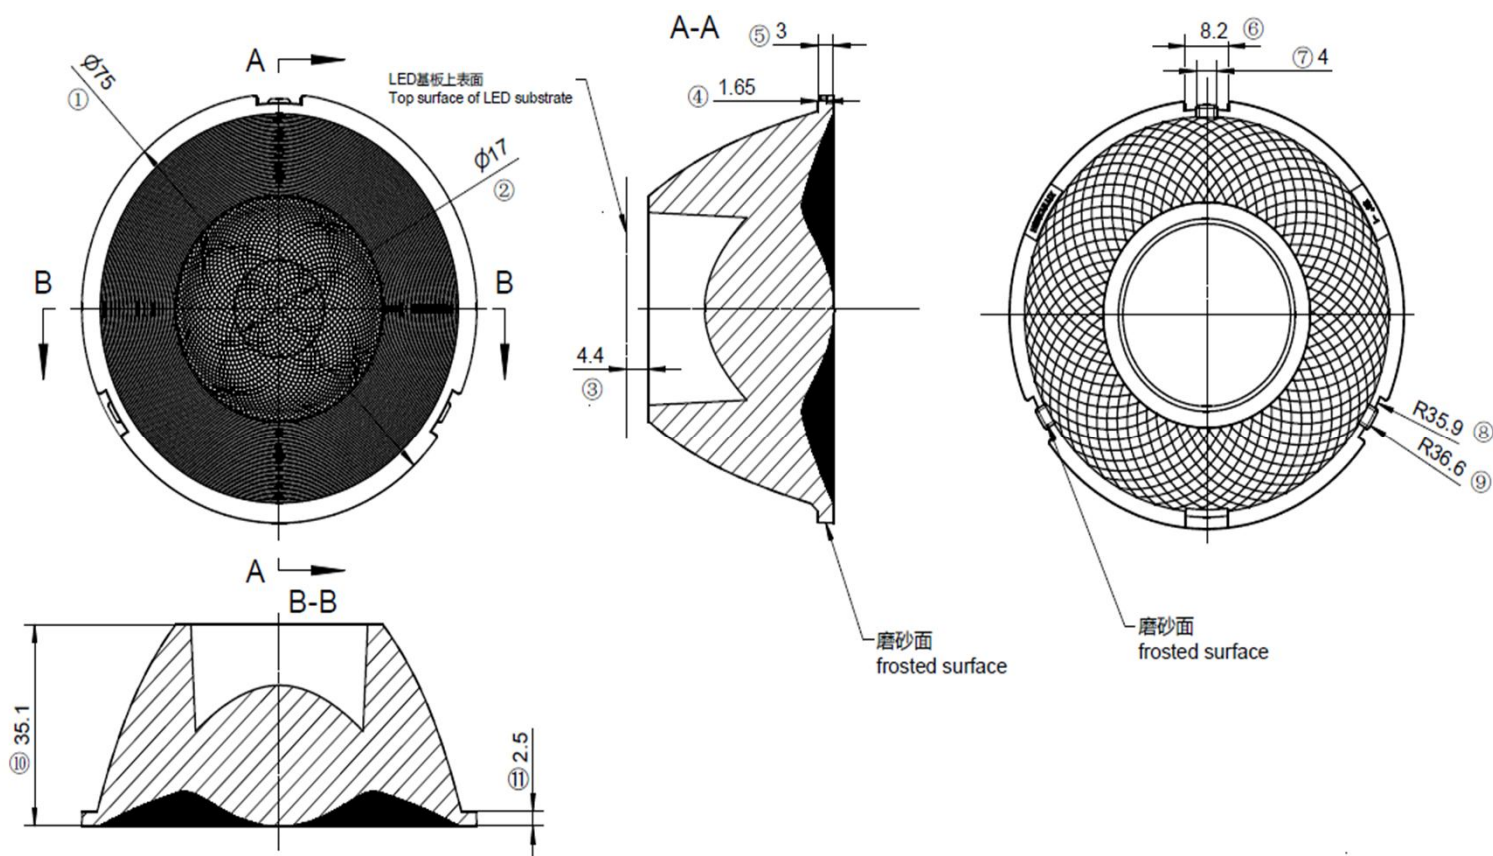 A
Ø75
①
LED基板上表面
Top surface of LED substrate
Ø17
②
B
B
A
A-A
⑤ 3
④ 1.65
4.4
③
磨砂面
frosted surface
8.2 ⑥
⑦ 4
R35.9 ⑧
R36.6 ⑨
磨砂面
frosted surface
B-B
⑩ 35.1
⑪ 2.5